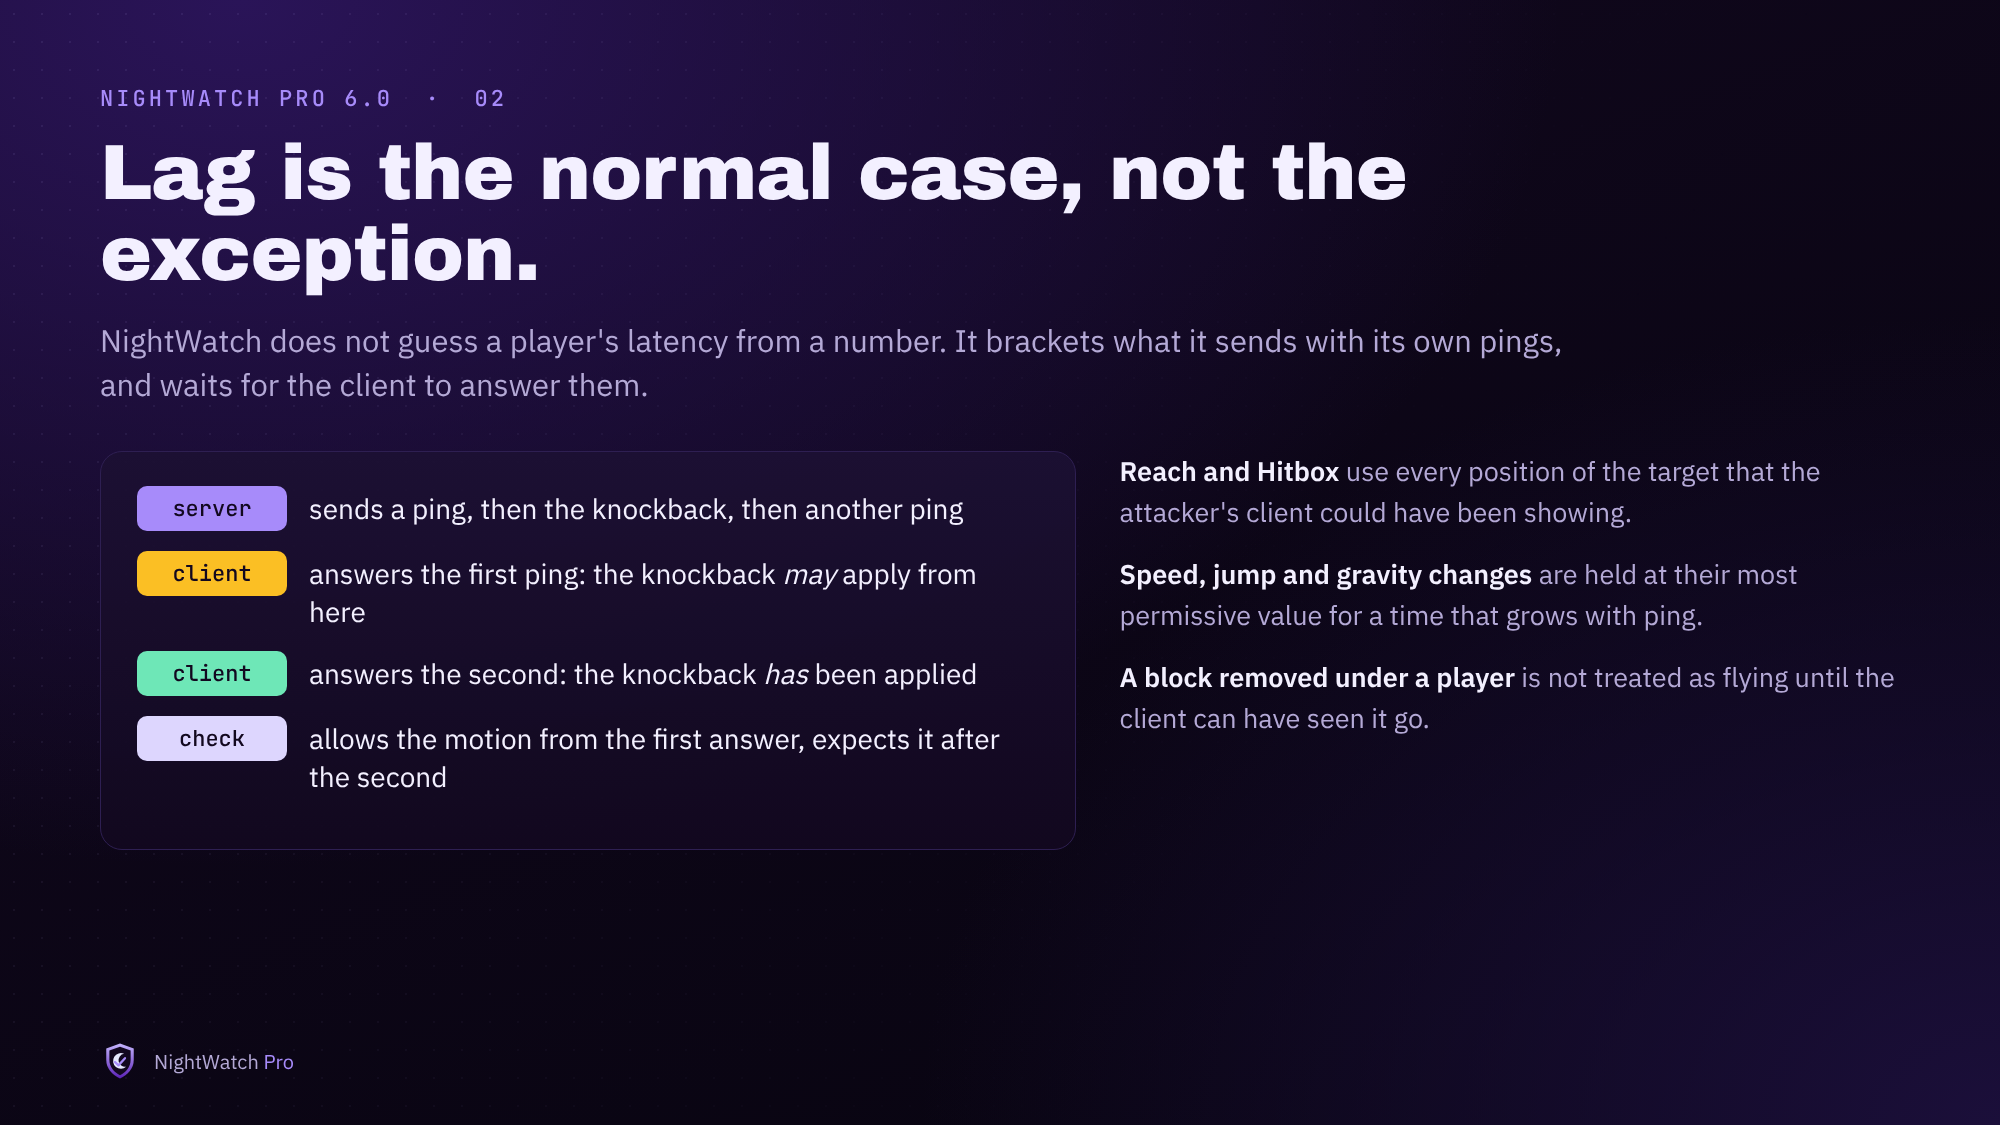 NIGHTWATCH PRO 6.0 · 02
Lag is the normal case, not the
exception.
NightWatch does not guess a player's latency from a number. It brackets what it sends with its own pings,
and waits for the client to answer them.
server sends a ping, then the knockback, then another ping
client answers the first ping: the knockback may apply from
here
client answers the second: the knockback has been applied
check allows the motion from the first answer, expects it after
the second
Reach and Hitbox use every position of the target that the
attacker's client could have been showing.
Speed, jump and gravity changes are held at their most
permissive value for a time that grows with ping.
A block removed under a player is not treated as flying until the
client can have seen it go.
NightWatch Pro